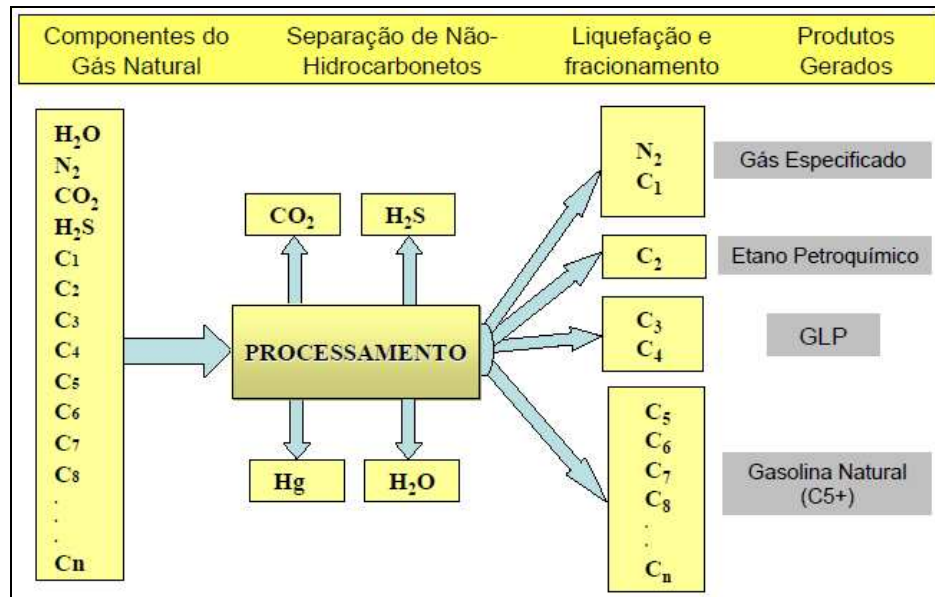 Componentes do
Gás Natural
Separação de Não-
Hidrocarbonetos
Liquefação e
fracionamento
Produtos
Gerados
H₂O
N₂
CO₂
H₂S
C₁
C₂
C₃
C₄
C₅
C₆
C₇
C₈
.
.
.
Cn
CO₂
H₂S
PROCESSAMENTO
Hg
H₂O
N₂
C₁
Gás Especificado
C₂
Etano Petroquímico
C₃
C₄
GLP
C₅
C₆
C₇
C₈
.
.
Cₙ
Gasolina Natural
(C5+)